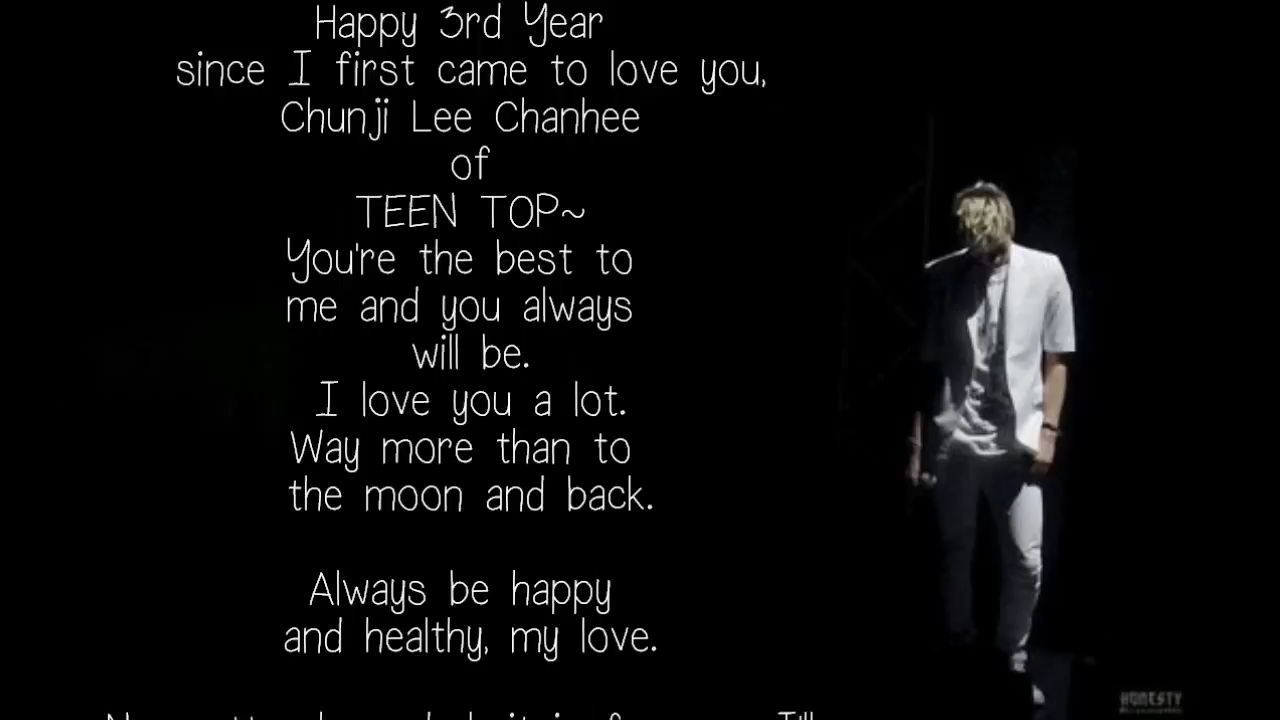 Happy 3rd Year
since I first came to love you,
Chunji Lee Chanhee
of
TEEN TOP~
You're the best to
me and you always
will be.
I love you a lot.
Way more than to
the moon and back.
Always be happy
and healthy, my love.
I'll
HONESTY